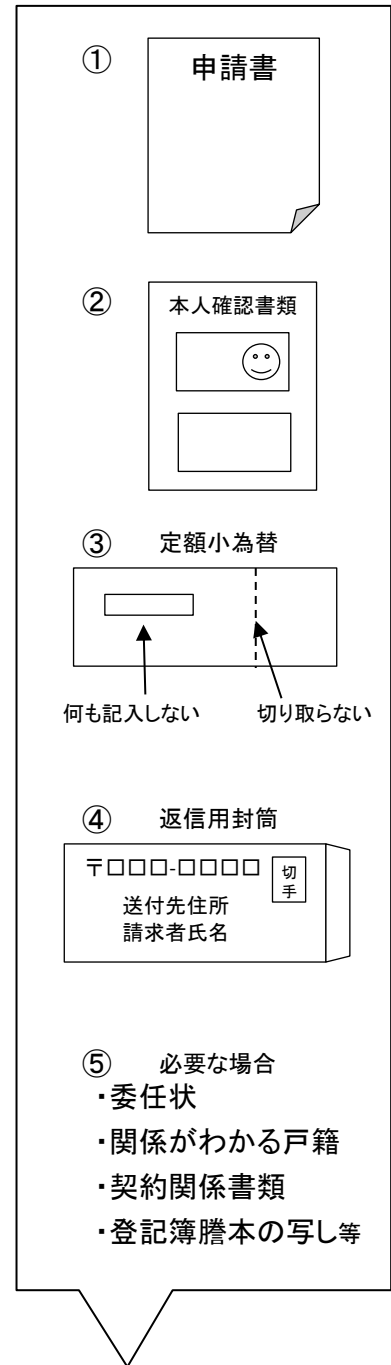 ①
申請書
②
本人確認書類
③ 定額小為替
何も記入しない 切り取らない
④ 返信用封筒
〒□□□-□□□□
切手
送付先住所
請求者氏名
⑤ 必要な場合
・委任状
・関係がわかる戸籍
・契約関係書類
・登記簿謄本の写し等